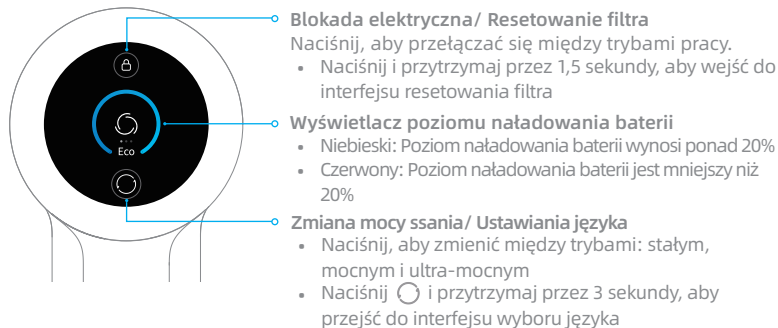 Blokada elektryczna/ Resetowanie filtra
Naciśnij, aby przełączać się między trybami pracy.
• Naciśnij i przytrzymaj przez 1,5 sekundy, aby wejść do
interfejsu resetowania filtra
Wyświetlacz poziomu naładowania baterii
• Niebieski: Poziom naładowania baterii wynosi ponad 20%
• Czerwony: Poziom naładowania baterii jest mniejszy niż
20%
Eco
Zmiana mocy ssania/ Ustawiania języka
• Naciśnij, aby zmienić między trybami: stałym,
mocnym i ultra-mocnym
• Naciśnij i przytrzymaj przez 3 sekundy, aby
przejść do interfejsu wyboru języka